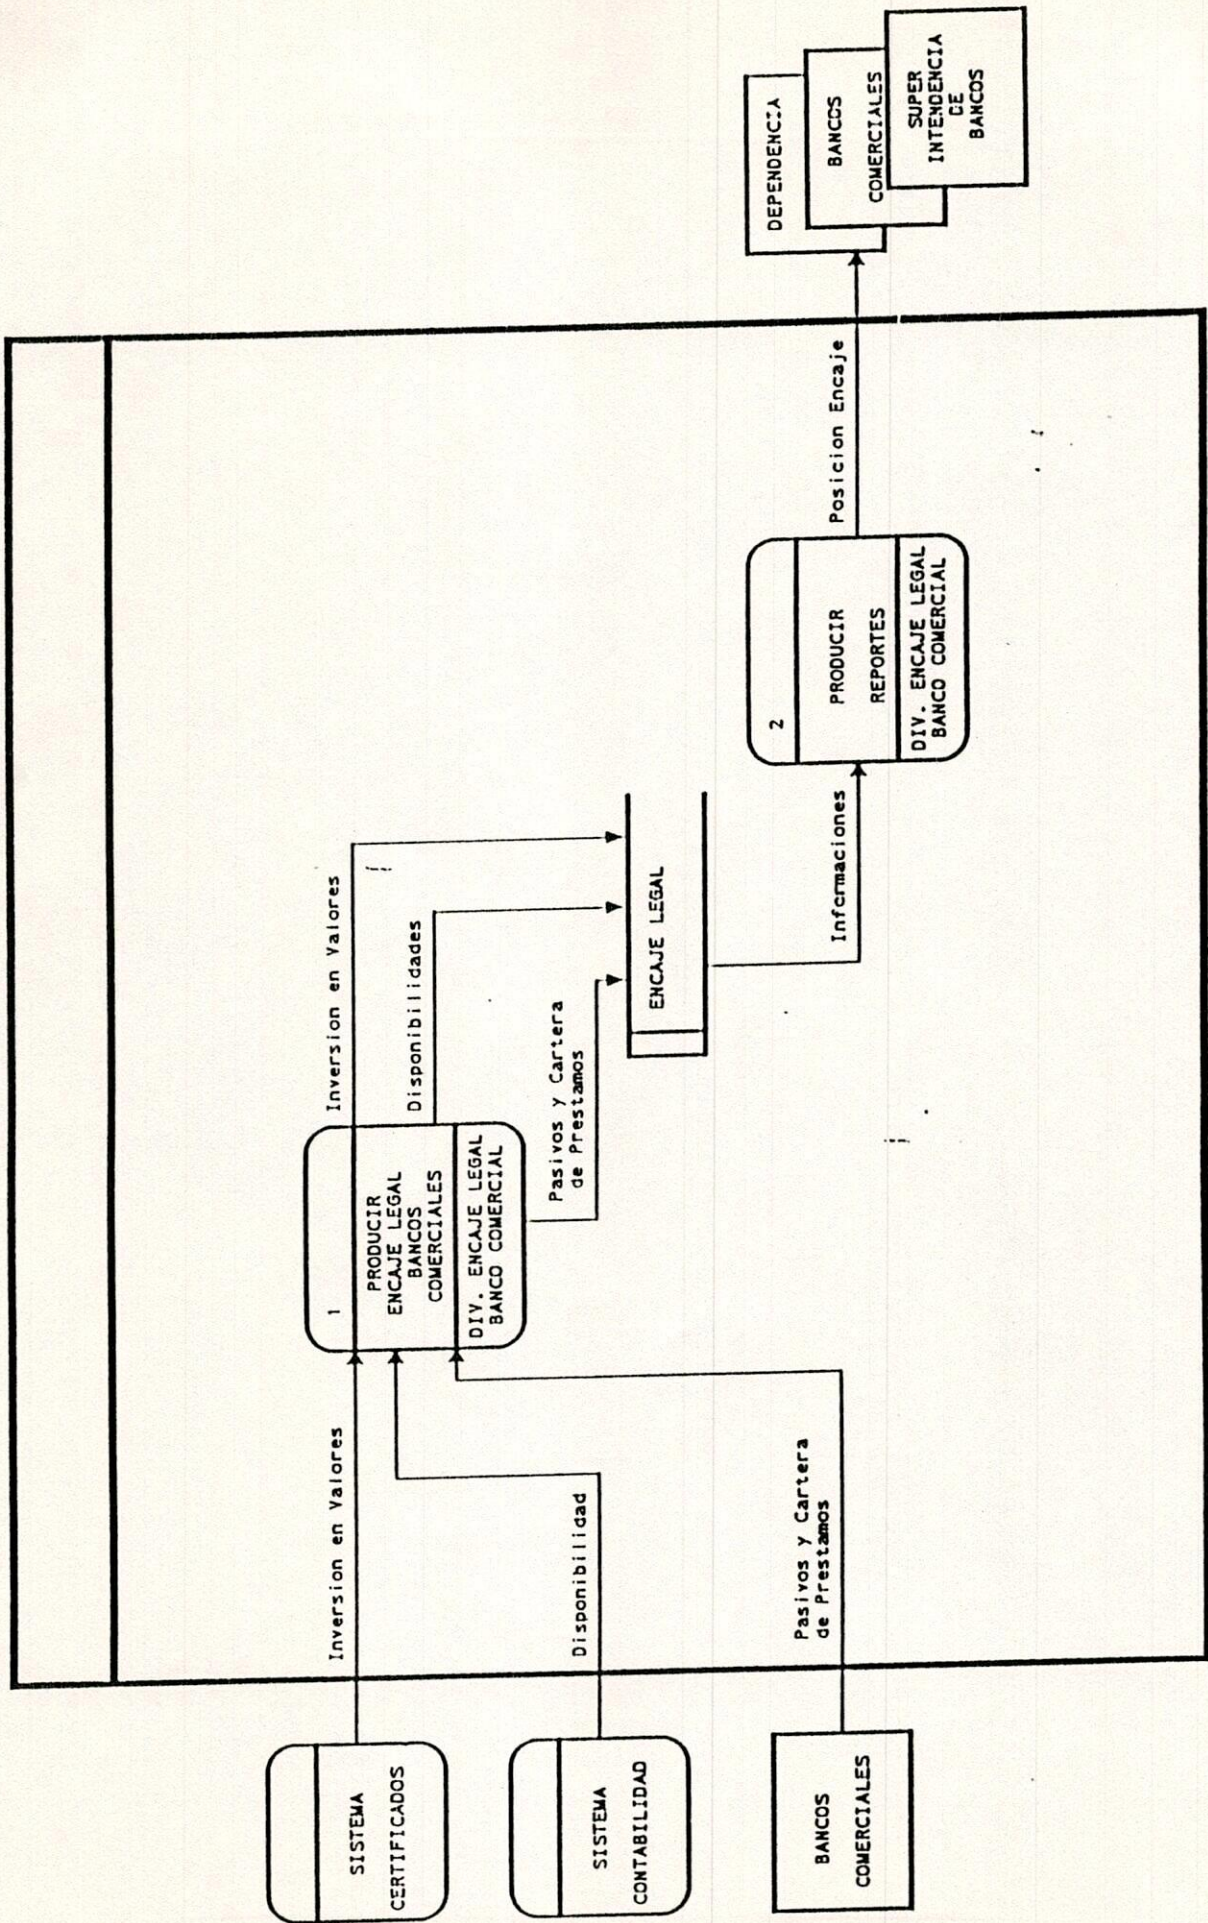 SISTEMA
CERTIFICADOS
Inversion en Valores
SISTEMA
CONTABILIDAD
Disponibilidad
BANCOS
COMERCIALES
Pasivos y Cartera
de Prestamos
1
PRODUCIR
ENCAJE LEGAL
BANCOS
COMERCIALES
DIV. ENCAJE LEGAL
BANCO COMERCIAL
Inversion en Valores
Disponibilidades
Pasivos y Cartera
de Prestamos
ENCAJE LEGAL
Informaciones
2
PRODUCIR
REPORTES
DIV. ENCAJE LEGAL
BANCO COMERCIAL
Posicion Encaje
DEPENDENCIA
BANCOS
COMERCIALES
SUPER
INTENDENCIA
DE
BANCOS